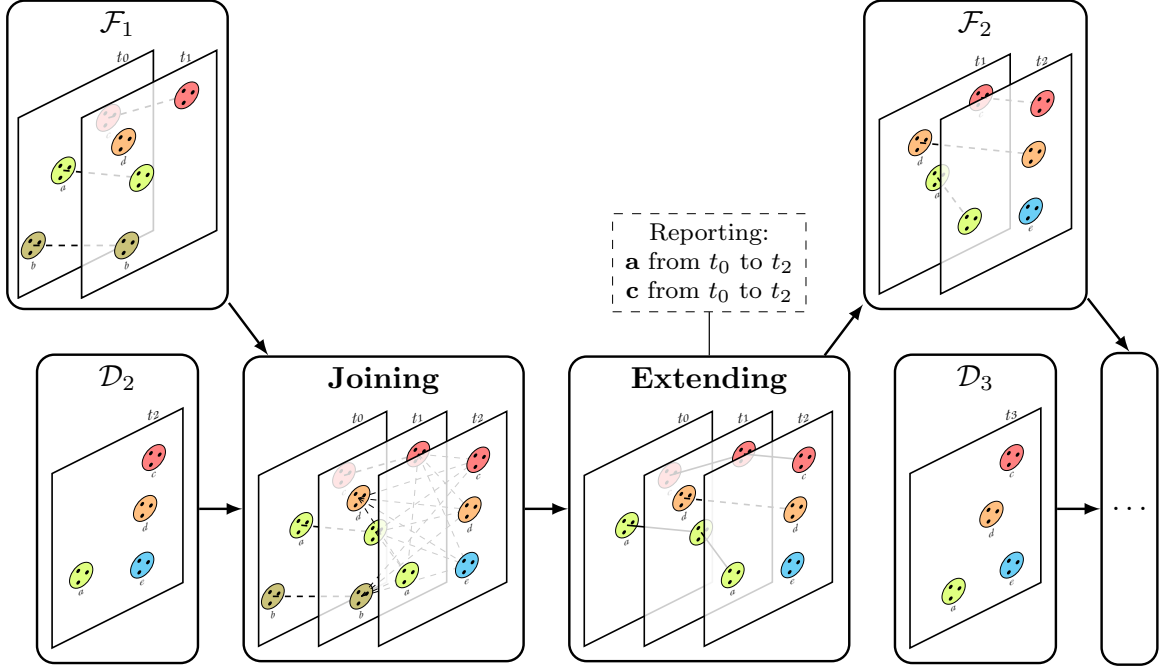 𝓕₁
t₀ t₁
c
d
a
b b
Reporting:
a from t₀ to t₂
c from t₀ to t₂
𝓕₂
t₁ t₂
c
d
a
e
𝓓₂
t₂
c
d
e
a
Joining
t₀ t₁ t₂
c
d d
a
e
a
b b
Extending
t₀ t₁ t₂
c c
d
d
a
e
a
𝓓₃
t₃
c
d
e
a
...